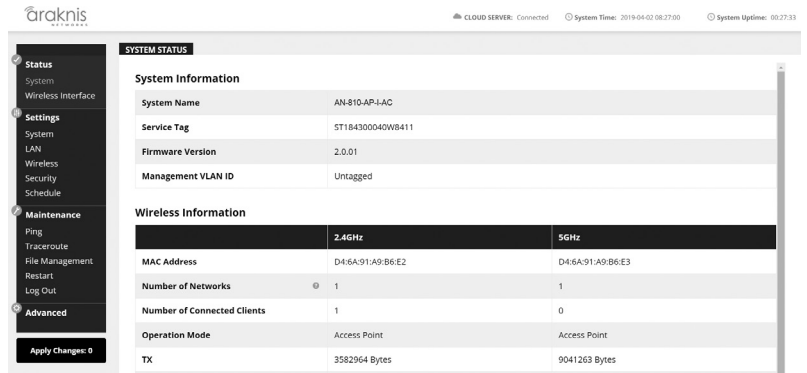 araknis
NETWORKS
CLOUD SERVER: Connected System Time: 2019-04-02 08:27:00 System Uptime: 00:27:33
Status
System
Wireless Interface
Settings
System
LAN
Wireless
Security
Schedule
Maintenance
Ping
Traceroute
File Management
Restart
Log Out
Advanced
Apply Changes: 0
SYSTEM STATUS
System Information
System Name AN-810-AP-I-AC
Service Tag ST184300040W8411
Firmware Version 2.0.01
Management VLAN ID Untagged
Wireless Information
2.4GHz 5GHz
MAC Address D4:6A:91:A9:B6:E2 D4:6A:91:A9:B6:E3
Number of Networks 1 1
Number of Connected Clients 1 0
Operation Mode Access Point Access Point
TX 3582964 Bytes 9041263 Bytes